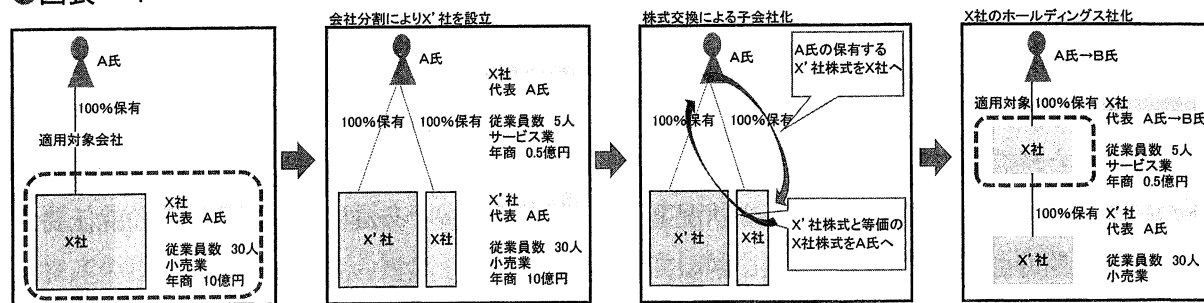 A氏
100%保有
適用対象会社
X社
X社
代表 A氏
従業員数 30人
小売業
年商 10億円
会社分割によりX'社を設立
A氏
100%保有
100%保有
X社
代表 A氏
従業員数 5人
サービス業
年商 0.5億円
X'社
X社
X'社
代表 A氏
従業員数 30人
小売業
年商 10億円
株式交換による子会社化
A氏
A氏の保有する
X'社株式をX社へ
100%保有
100%保有
X'社
X社
X'社株式と等価の
X社株式をA氏へ
X社のホールディングス社化
A氏→B氏
適用対象
100%保有
X社
代表 A氏→B氏
X社
従業員数 5人
サービス業
年商 0.5億円
100%保有
X'社
代表 A氏
X'社
従業員数 30人
小売業